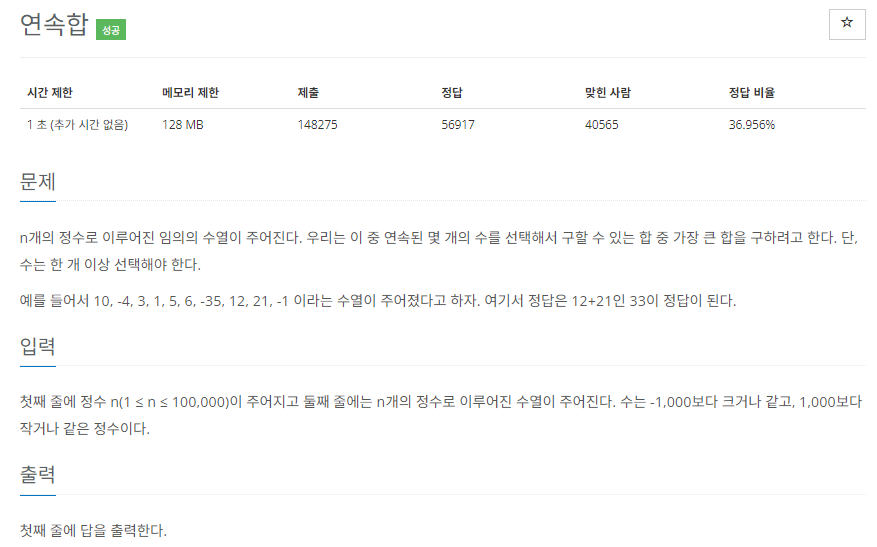 연속합 성공
☆
시간 제한 메모리 제한 제출 정답 맞힌 사람 정답 비율
1 초 (추가 시간 없음) 128 MB 148275 56917 40565 36.956%
문제
n개의 정수로 이루어진 임의의 수열이 주어진다. 우리는 이 중 연속된 몇 개의 수를 선택해서 구할 수 있는 합 중 가장 큰 합을 구하려고 한다. 단,
수는 한 개 이상 선택해야 한다.
예를 들어서 10, -4, 3, 1, 5, 6, -35, 12, 21, -1 이라는 수열이 주어졌다고 하자. 여기서 정답은 12+21인 33이 정답이 된다.
입력
첫째 줄에 정수 n(1 ≤ n ≤ 100,000)이 주어지고 둘째 줄에는 n개의 정수로 이루어진 수열이 주어진다. 수는 -1,000보다 크거나 같고, 1,000보다
작거나 같은 정수이다.
출력
첫째 줄에 답을 출력한다.